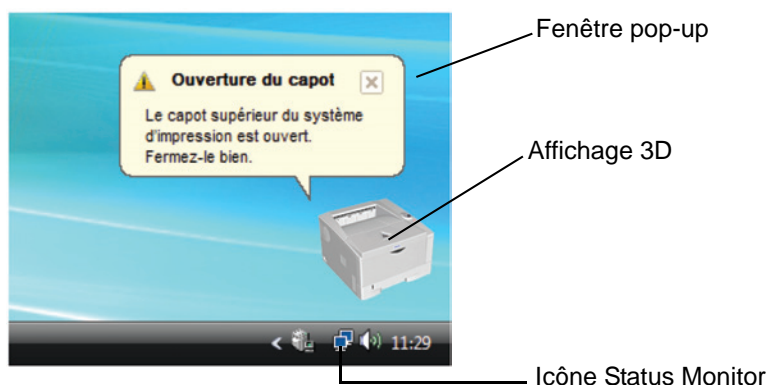 Fenêtre pop-up
Ouverture du capot
Le capot supérieur du système
d'impression est ouvert.
Fermez-le bien.
Affichage 3D
11:29
Icône Status Monitor